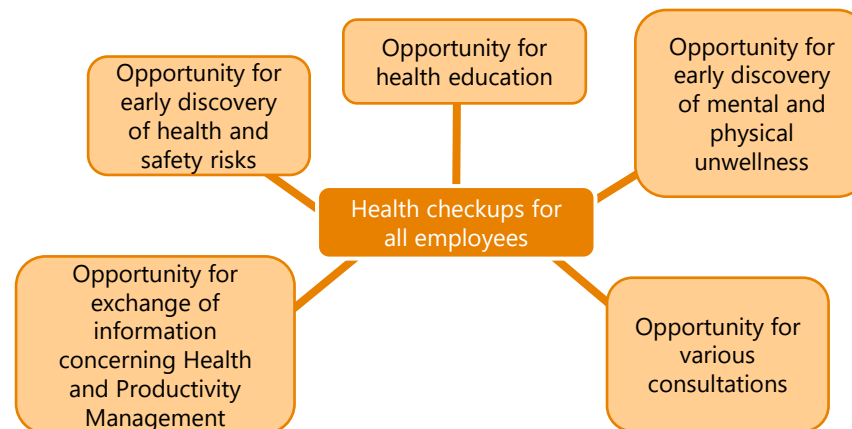 Opportunity for
health education
Opportunity for
early discovery
of mental and
physical
unwellness
Opportunity for
early discovery
of health and
safety risks
Health checkups for
all employees
Opportunity for
exchange of
information
concerning Health
and Productivity
Management
Opportunity for
various
consultations